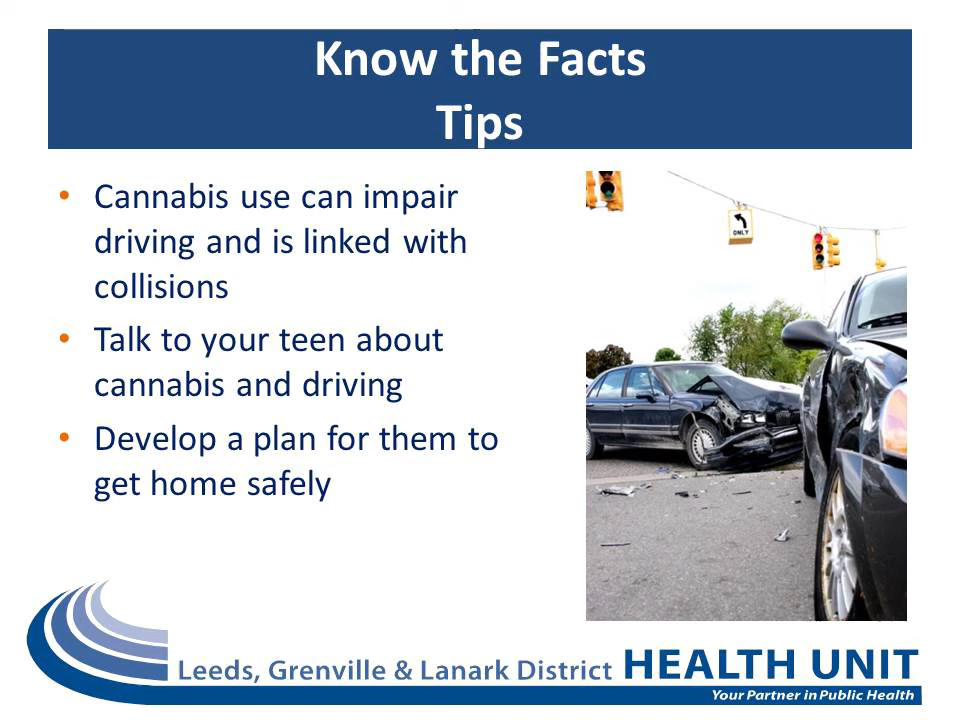 Know the Facts
Tips
• Cannabis use can impair
driving and is linked with
collisions
• Talk to your teen about
cannabis and driving
• Develop a plan for them to
get home safely
ONLY
Leeds, Grenville & Lanark District HEALTH UNIT
Your Partner in Public Health